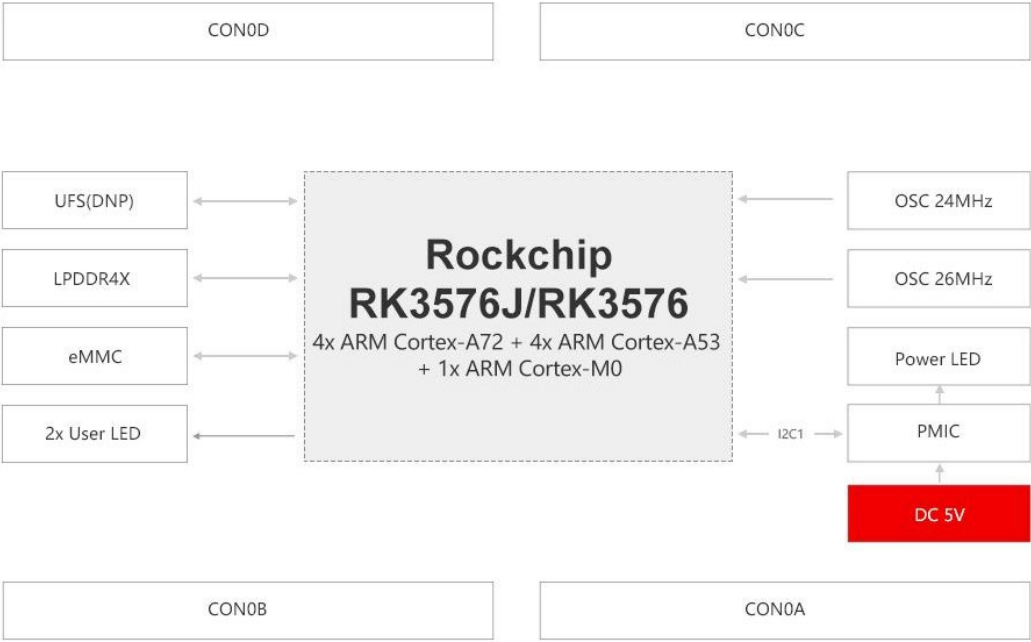 CON0D
CON0C
UFS(DNP)
OSC 24MHz
Rockchip
RK3576J/RK3576
4x ARM Cortex-A72 + 4x ARM Cortex-A53
+ 1x ARM Cortex-M0
LPDDR4X
OSC 26MHz
eMMC
Power LED
2x User LED
I2C1
PMIC
DC 5V
CON0B
CON0A